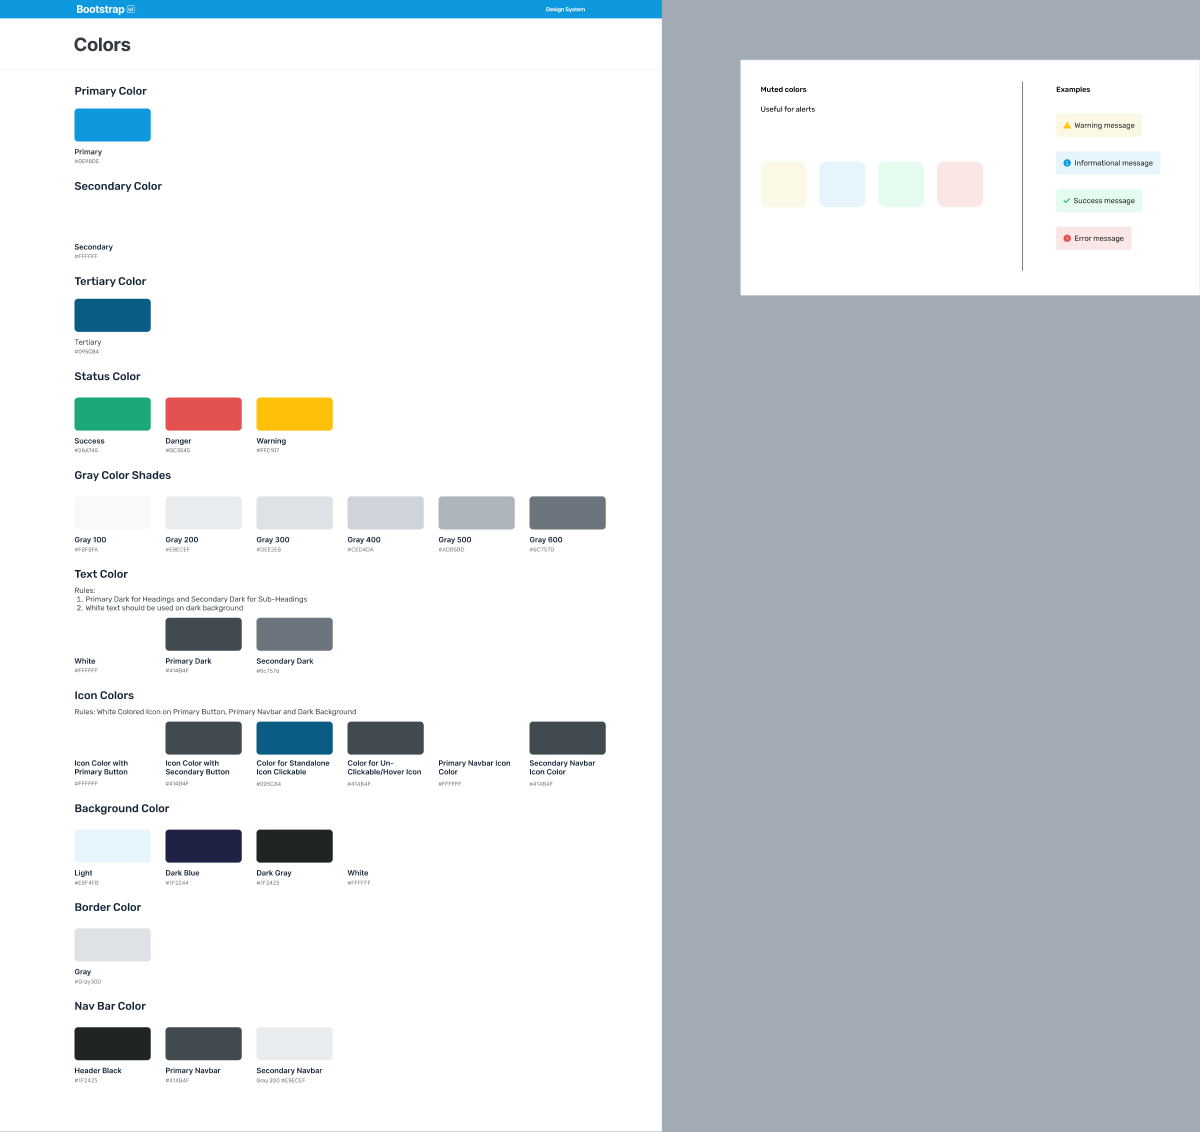 Bootstrap UI
Design System
Colors
Primary Color
Primary
#0E98DE
Secondary Color
Secondary
#FFFFFF
Tertiary Color
Tertiary
#095C84
Status Color
Success
#28A745
Danger
#DC3545
Warning
#FFC107
Gray Color Shades
Gray 100
#F8F9FA
Gray 200
#E9ECEF
Gray 300
#DEE2E6
Gray 400
#CED4DA
Gray 500
#ADB5BD
Gray 600
#6C757D
Text Color
Rules:
1. Primary Dark for Headings and Secondary Dark for Sub-Headings
2. White text should be used on dark background
White
#FFFFFF
Primary Dark
#414B4F
Secondary Dark
#6c757d
Icon Colors
Rules: White Colored Icon on Primary Button, Primary Navbar and Dark Background
Icon Color with
Primary Button
#FFFFFF
Icon Color with
Secondary Button
#414B4F
Color for Standalone
Icon Clickable
#095C84
Color for Un-
Clickable/Hover Icon
#414B4F
Primary Navbar Icon
Color
#FFFFFF
Secondary Navbar
Icon Color
#414B4F
Background Color
Light
#E6F4FB
Dark Blue
#1F2244
Dark Gray
#1F2425
White
#FFFFFF
Border Color
Gray
#Gray300
Nav Bar Color
Header Black
#1F2425
Primary Navbar
#414B4F
Secondary Navbar
Gray 200 #E9ECEF
Muted colors
Useful for alerts
Examples
Warning message
Informational message
Success message
Error message